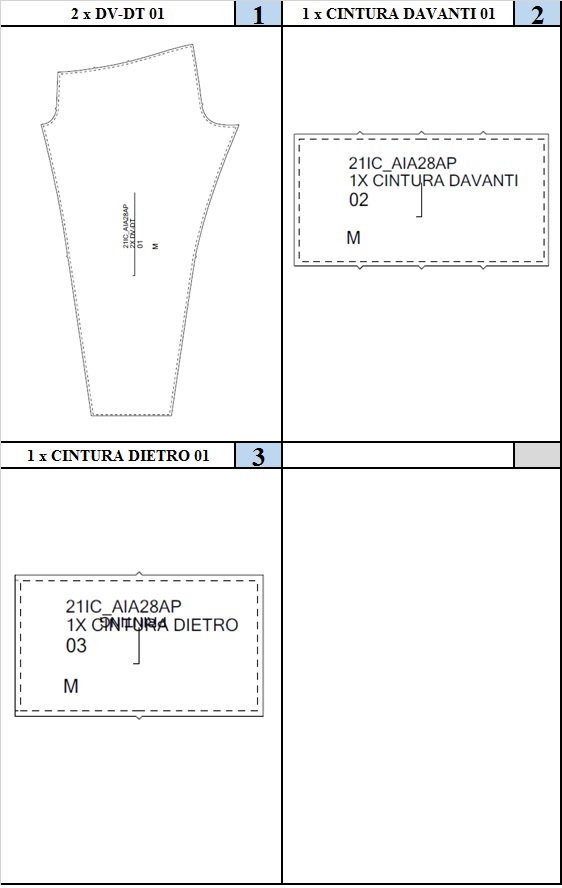 2 x DV-DT 01
1
1 x CINTURA DAVANTI 01
2
21IC_AIA28AP
2X DV-DT
01
M
21IC_AIA28AP
1X CINTURA DAVANTI
02
M
1 x CINTURA DIETRO 01
3
21IC_AIA28AP
1X CINTURA DIETRO
PRINTING
03
M